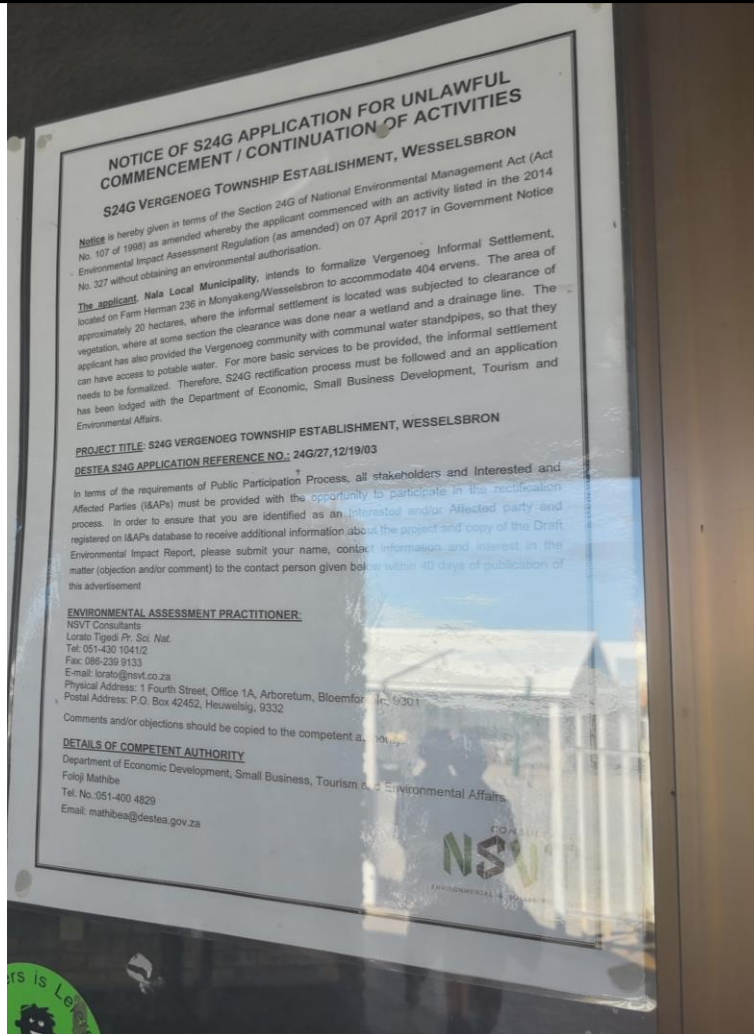 NOTICE OF S24G APPLICATION FOR UNLAWFUL
COMMENCEMENT / CONTINUATION OF ACTIVITIES
S24G VERGENOEG TOWNSHIP ESTABLISHMENT, WESSELSBRON
Notice is hereby given in terms of the Section 24G of National Environmental Management Act (Act
No. 107 of 1998) as amended whereby the applicant commenced with an activity listed in the 2014
Environmental Impact Assessment Regulation (as amended) on 07 April 2017 in Government Notice
No. 327 without obtaining an environmental authorisation.
The applicant, Nala Local Municipality, intends to formalize Vergenoeg Informal Settlement,
located on Farm Herman 236 in Monyakeng/Wesselsbron to accommodate 404 ervens. The area of
approximately 20 hectares, where the informal settlement is located was subjected to clearance of
vegetation, where at some section the clearance was done near a wetland and a drainage line. The
applicant has also provided the Vergenoeg community with communal water standpipes, so that they
can have access to potable water. For more basic services to be provided, the informal settlement
needs to be formalized. Therefore, S24G rectification process must be followed and an application
has been lodged with the Department of Economic, Small Business Development, Tourism and
Environmental Affairs.
PROJECT TITLE: S24G VERGENOEG TOWNSHIP ESTABLISHMENT, WESSELSBRON
DESTEA S24G APPLICATION REFERENCE NO.: 24G/27,12/19/03
In terms of the requirements of Public Participation Process, all stakeholders and Interested and
Affected Parties (I&APs) must be provided with the opportunity to participate in the rectification
process. In order to ensure that you are identified as an Interested and/or Affected party and
registered on I&APs database to receive additional information about the project and copy of the Draft
Environmental Impact Report, please submit your name, contact information and interest in the
matter (objection and/or comment) to the contact person given below within 40 days of publication of
this advertisement
ENVIRONMENTAL ASSESSMENT PRACTITIONER:
NSVT Consultants
Lorato Tigedi Pr. Sci. Nat.
Tel: 051-430 1041/2
Fax: 086-239 9133
E-mail: lorato@nsvt.co.za
Physical Address: 1 Fourth Street, Office 1A, Arboretum, Bloemfontein, 9301
Postal Address: P.O. Box 42452, Heuwelsig, 9332
Comments and/or objections should be copied to the competent authority.
DETAILS OF COMPETENT AUTHORITY
Department of Economic Development, Small Business, Tourism and Environmental Affairs
Foloji Mathibe
Tel. No.:051-400 4829
Email: mathibea@destea.gov.za
NSVT
ENVIRONMENTAL &
ers is